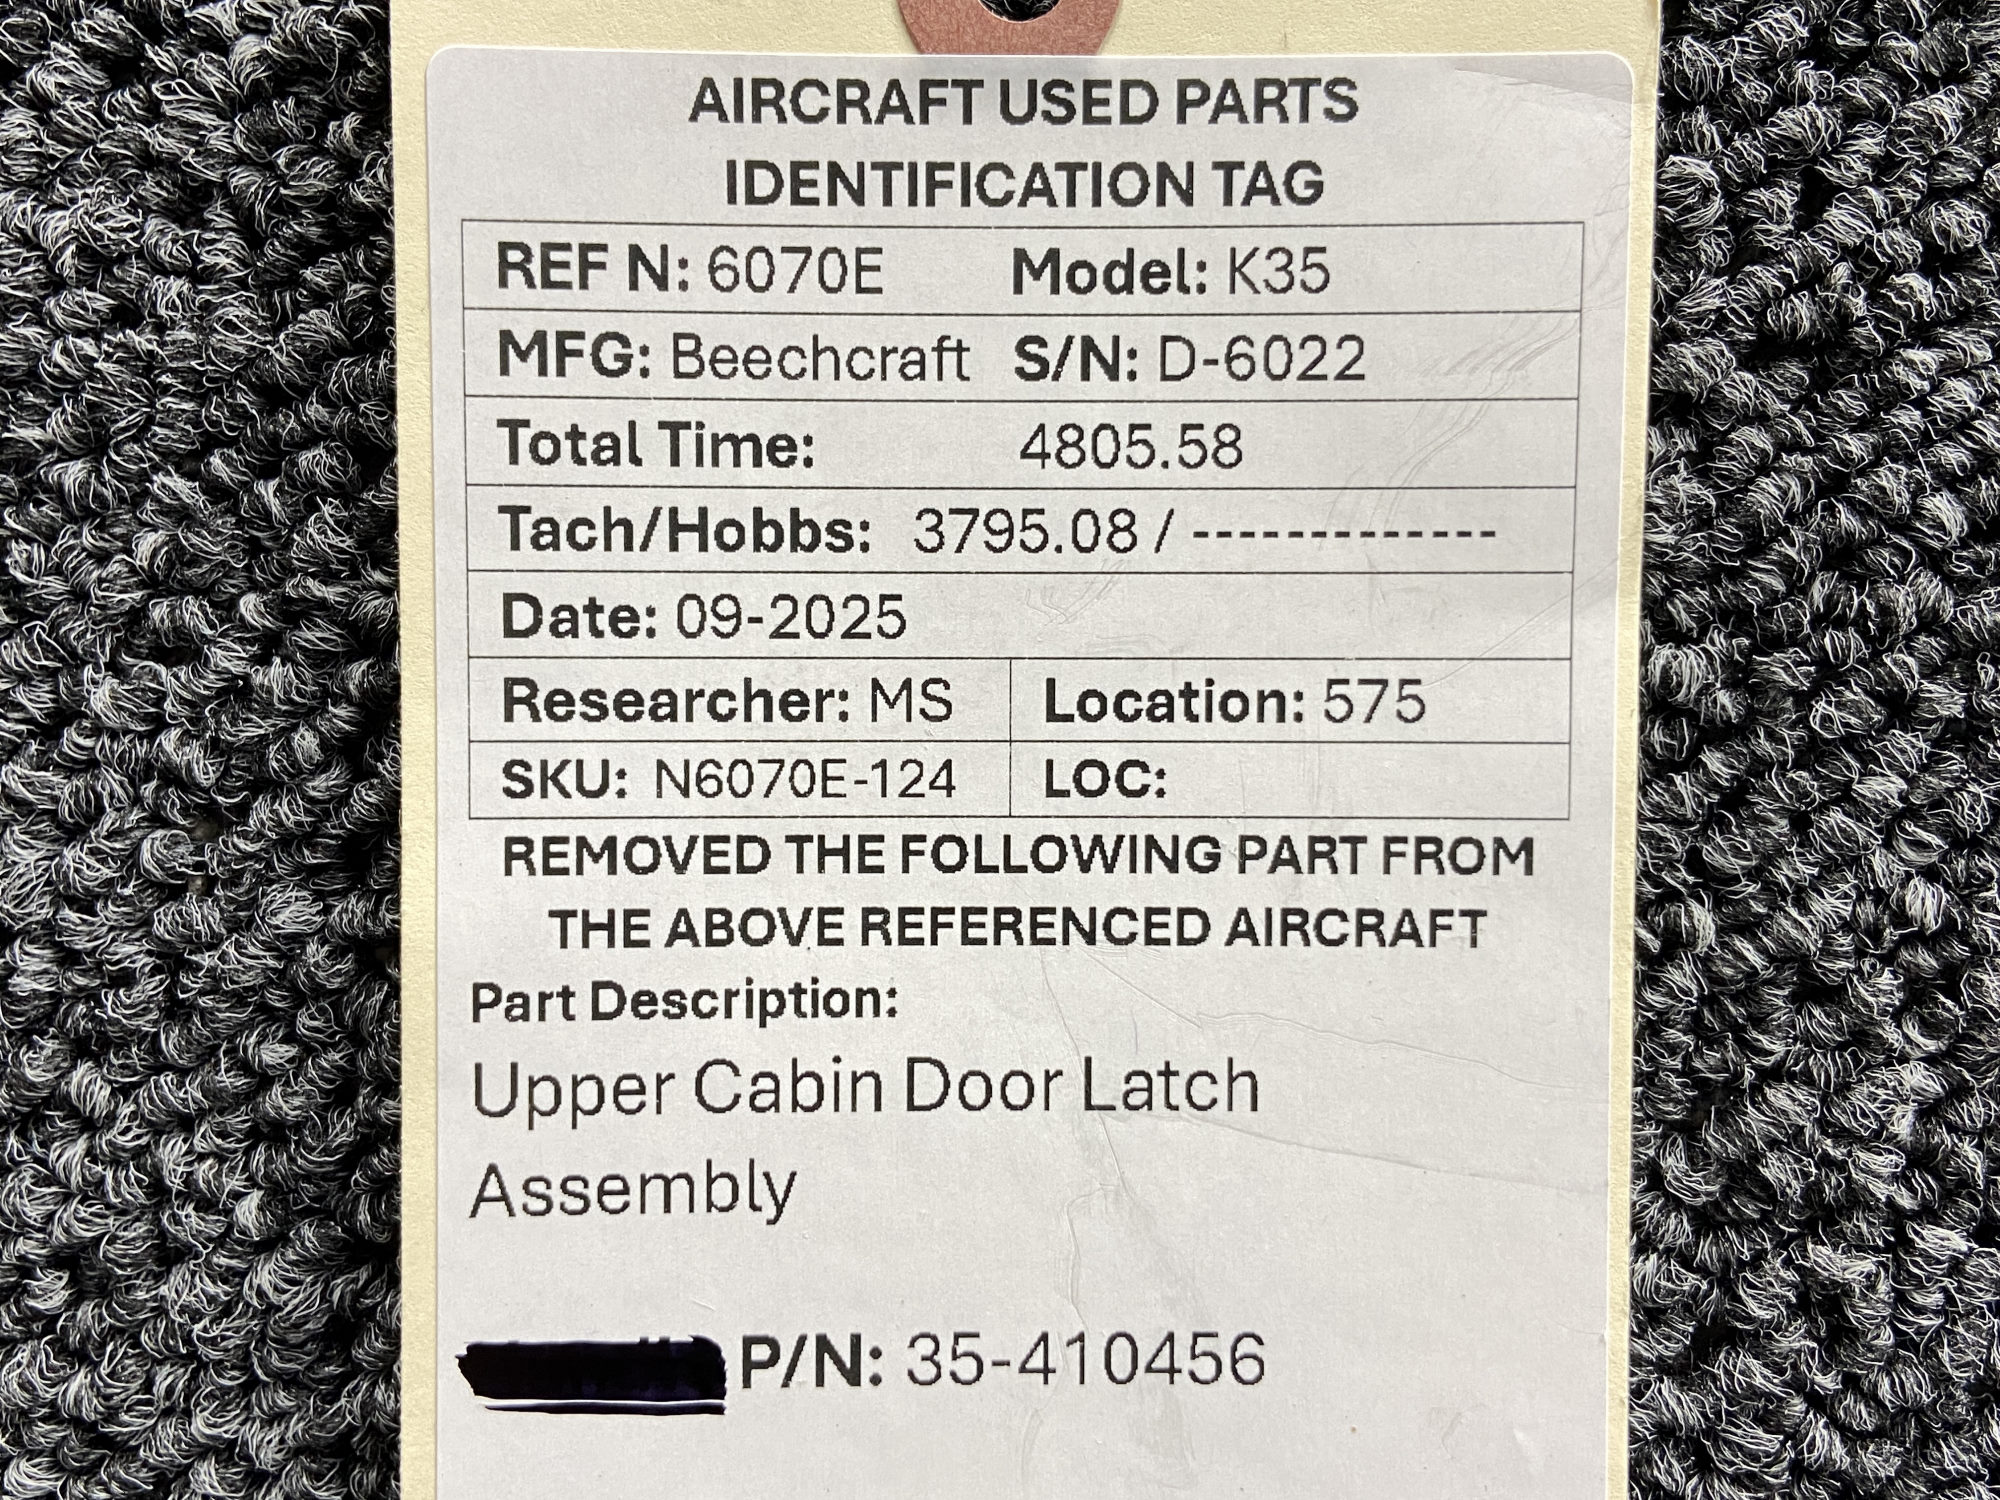 AIRCRAFT USED PARTS
IDENTIFICATION TAG
REF N: 6070E Model: K35
MFG: Beechcraft S/N: D-6022
Total Time: 4805.58
Tach/Hobbs: 3795.08 / -------------
Date: 09-2025
Researcher: MS Location: 575
SKU: N6070E-124 LOC:
REMOVED THE FOLLOWING PART FROM
THE ABOVE REFERENCED AIRCRAFT
Part Description:
Upper Cabin Door Latch
Assembly
P/N: 35-410456